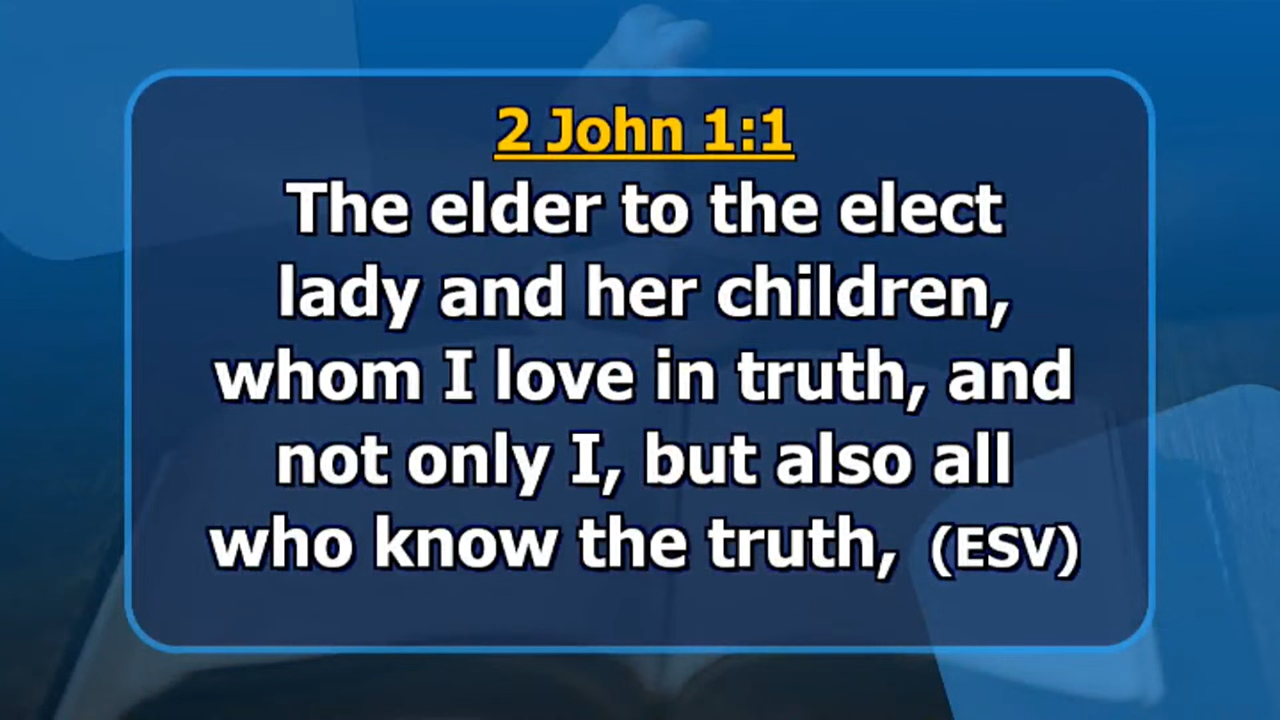 2 John 1:1
The elder to the elect
lady and her children,
whom I love in truth, and
not only I, but also all
who know the truth, (ESV)